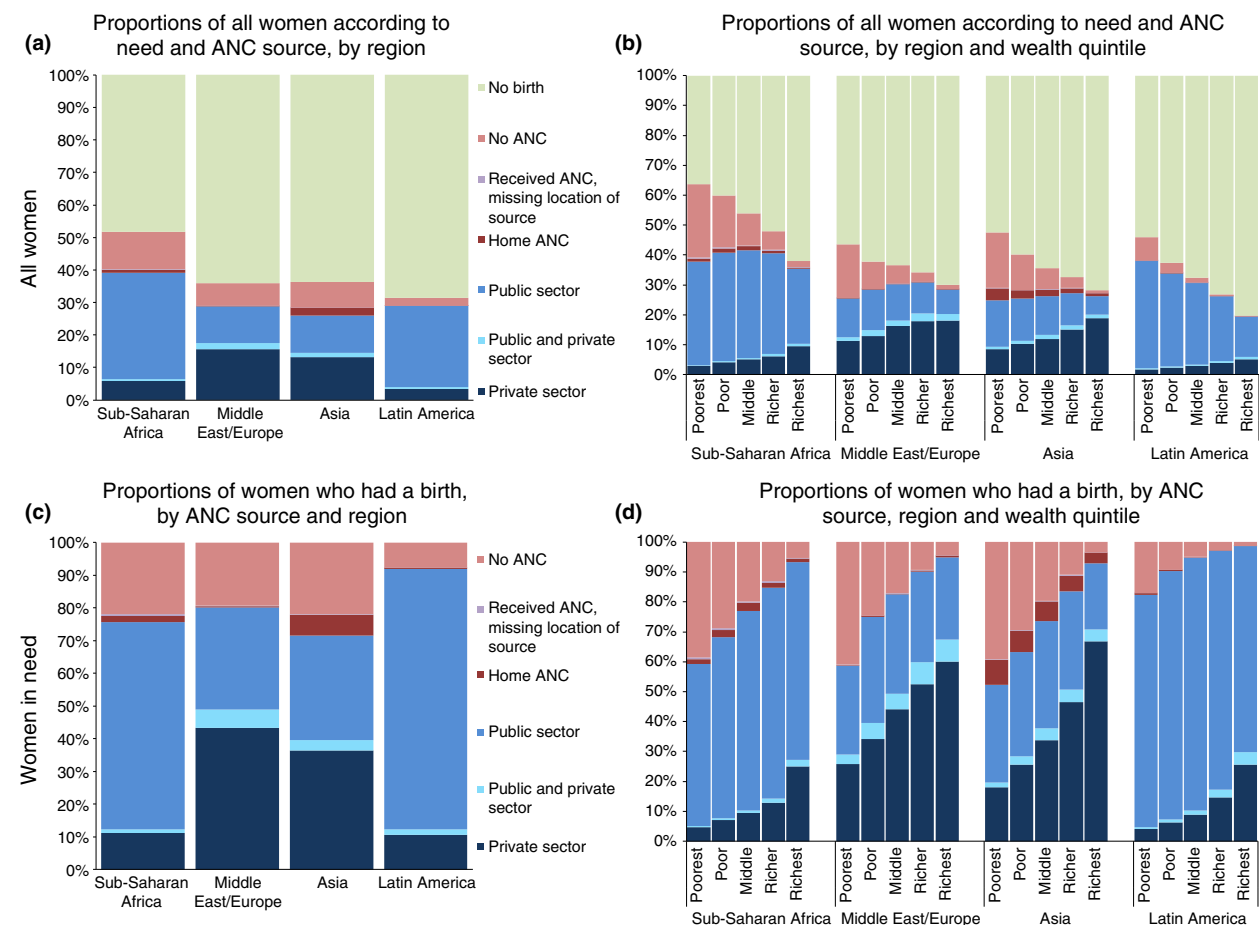 (a)
Proportions of all women according to
need and ANC source, by region
All women
100%
90%
80%
70%
60%
50%
40%
30%
20%
10%
0%
Sub-Saharan
Africa
Middle
East/Europe
Asia
Latin America
No birth
No ANC
Received ANC,
missing location of
source
Home ANC
Public sector
Public and private
sector
Private sector
(b)
Proportions of all women according to need and ANC
source, by region and wealth quintile
100%
90%
80%
70%
60%
50%
40%
30%
20%
10%
0%
Poorest
Poor
Middle
Richer
Richest
Poorest
Poor
Middle
Richer
Richest
Poorest
Poor
Middle
Richer
Richest
Poorest
Poor
Middle
Richer
Richest
Sub-Saharan Africa
Middle East/Europe
Asia
Latin America
(c)
Proportions of women who had a birth,
by ANC source and region
Women in need
100%
90%
80%
70%
60%
50%
40%
30%
20%
10%
0%
Sub-Saharan
Africa
Middle
East/Europe
Asia
Latin America
No ANC
Received ANC,
missing location of
source
Home ANC
Public sector
Public and private
sector
Private sector
(d)
Proportions of women who had a birth, by ANC
source, region and wealth quintile
100%
90%
80%
70%
60%
50%
40%
30%
20%
10%
0%
Poorest
Poor
Middle
Richer
Richest
Poorest
Poor
Middle
Richer
Richest
Poorest
Poor
Middle
Richer
Richest
Poorest
Poor
Middle
Richer
Richest
Sub-Saharan Africa
Middle East/Europe
Asia
Latin America